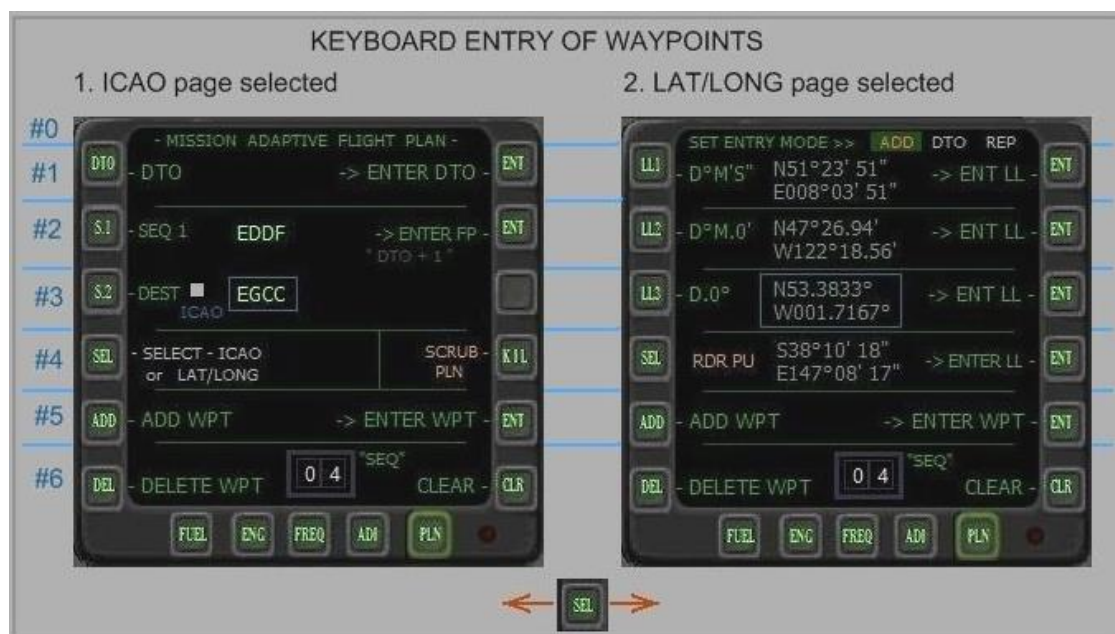 KEYBOARD ENTRY OF WAYPOINTS
1. ICAO page selected
2. LAT/LONG page selected
#0
#1
#2
#3
#4
#5
#6
- MISSION ADAPTIVE FLIGHT PLAN -
DTO - DTO -> ENTER DTO - ENT
S.1 - SEQ 1 EDDF -> ENTER FP - ENT
"DTO + 1"
S.2 - DEST EGCC
ICAO
SEL - SELECT - ICAO SCRUB - KIL
or LAT/LONG PLN
ADD - ADD WPT -> ENTER WPT - ENT
"SEQ"
DEL - DELETE WPT 0 4 CLEAR - CLR
FUEL ENG FREQ ADI PLN
SET ENTRY MODE >> ADD DTO REP
LL1 - D°M'S" N51°23' 51" -> ENT LL - ENT
E008°03' 51"
LL2 - D°M.0' N47°26.94' -> ENT LL - ENT
W122°18.56'
LL3 - D.0° N53.3833° -> ENT LL - ENT
W001.7167°
SEL RDR PU S38°10' 18" -> ENTER LL - ENT
E147°08' 17"
ADD - ADD WPT -> ENTER WPT - ENT
"SEQ"
DEL - DELETE WPT 0 4 CLEAR - CLR
FUEL ENG FREQ ADI PLN
SEL